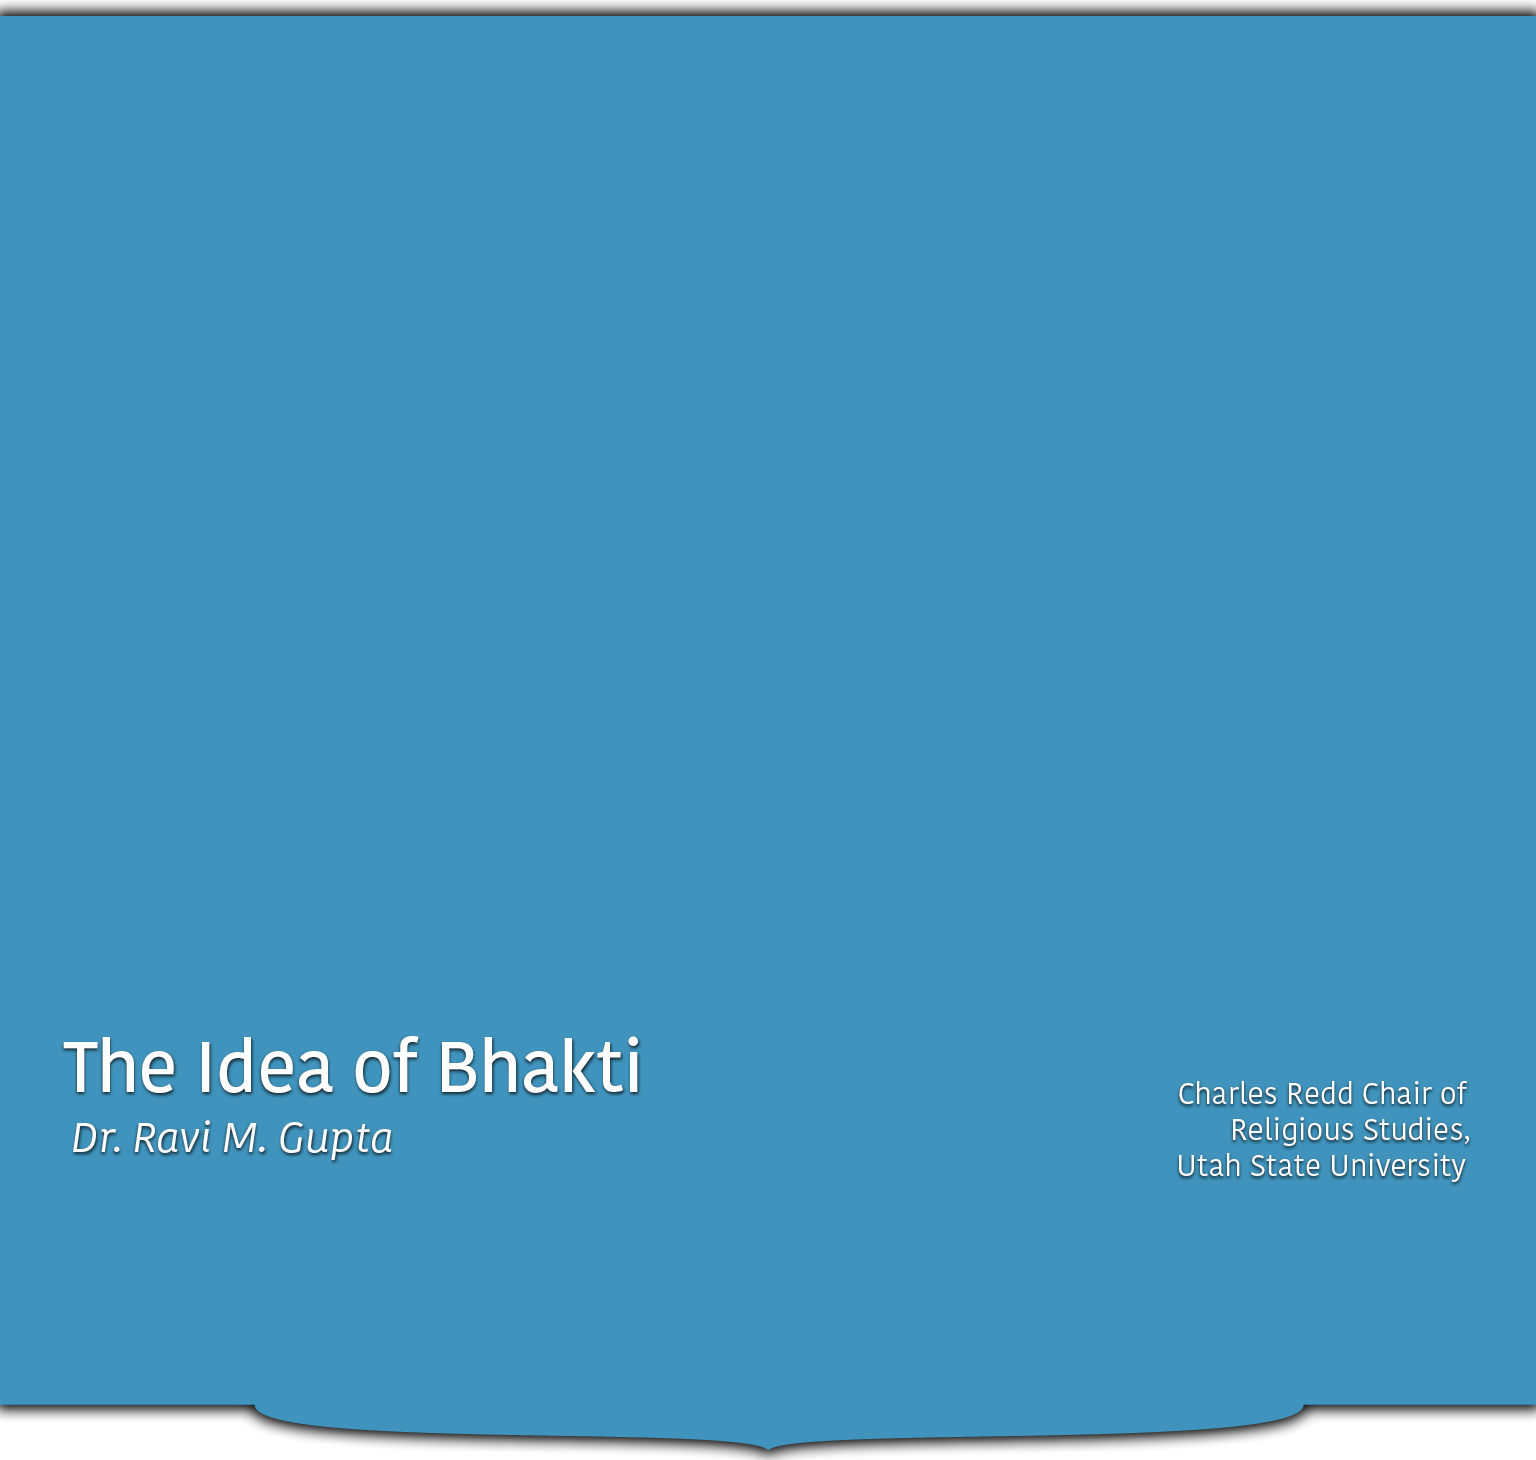 The Idea of Bhakti
Dr. Ravi M. Gupta
Charles Redd Chair of
Religious Studies,
Utah State University